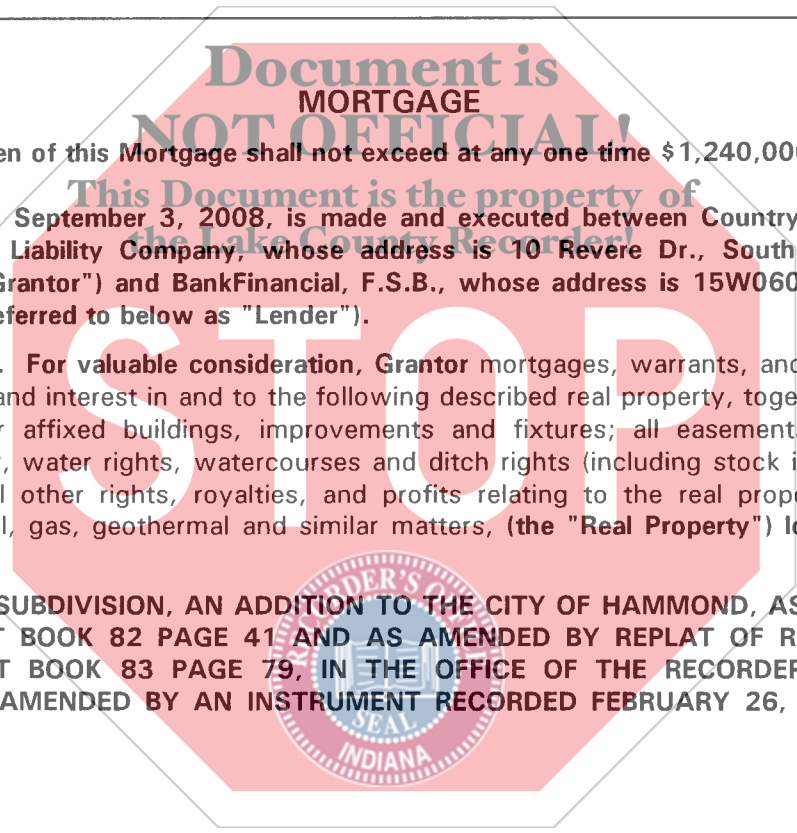 Document is
MORTGAGE
NOT OFFICIAL!
en of this Mortgage shall not exceed at any one time $1,240,00
This Document is the property of
September 3, 2008, is made and executed between Country
the Lake County Recorder!
Liability Company, whose address is 10 Revere Dr., South
Grantor") and BankFinancial, F.S.B., whose address is 15W060
eferred to below as "Lender").
. For valuable consideration, Grantor mortgages, warrants, and
and interest in and to the following described real property, toge
affixed buildings, improvements and fixtures; all easement
, water rights, watercourses and ditch rights (including stock i
l other rights, royalties, and profits relating to the real prop
l, gas, geothermal and similar matters, (the "Real Property") l
STOP
SUBDIVISION, AN ADDITION TO THE CITY OF HAMMOND, AS
T BOOK 82 PAGE 41 AND AS AMENDED BY REPLAT OF R
T BOOK 83 PAGE 79, IN THE OFFICE OF THE RECORDER
AMENDED BY AN INSTRUMENT RECORDED FEBRUARY 26,
RECORDER'S OFFICE
SEAL
INDIANA